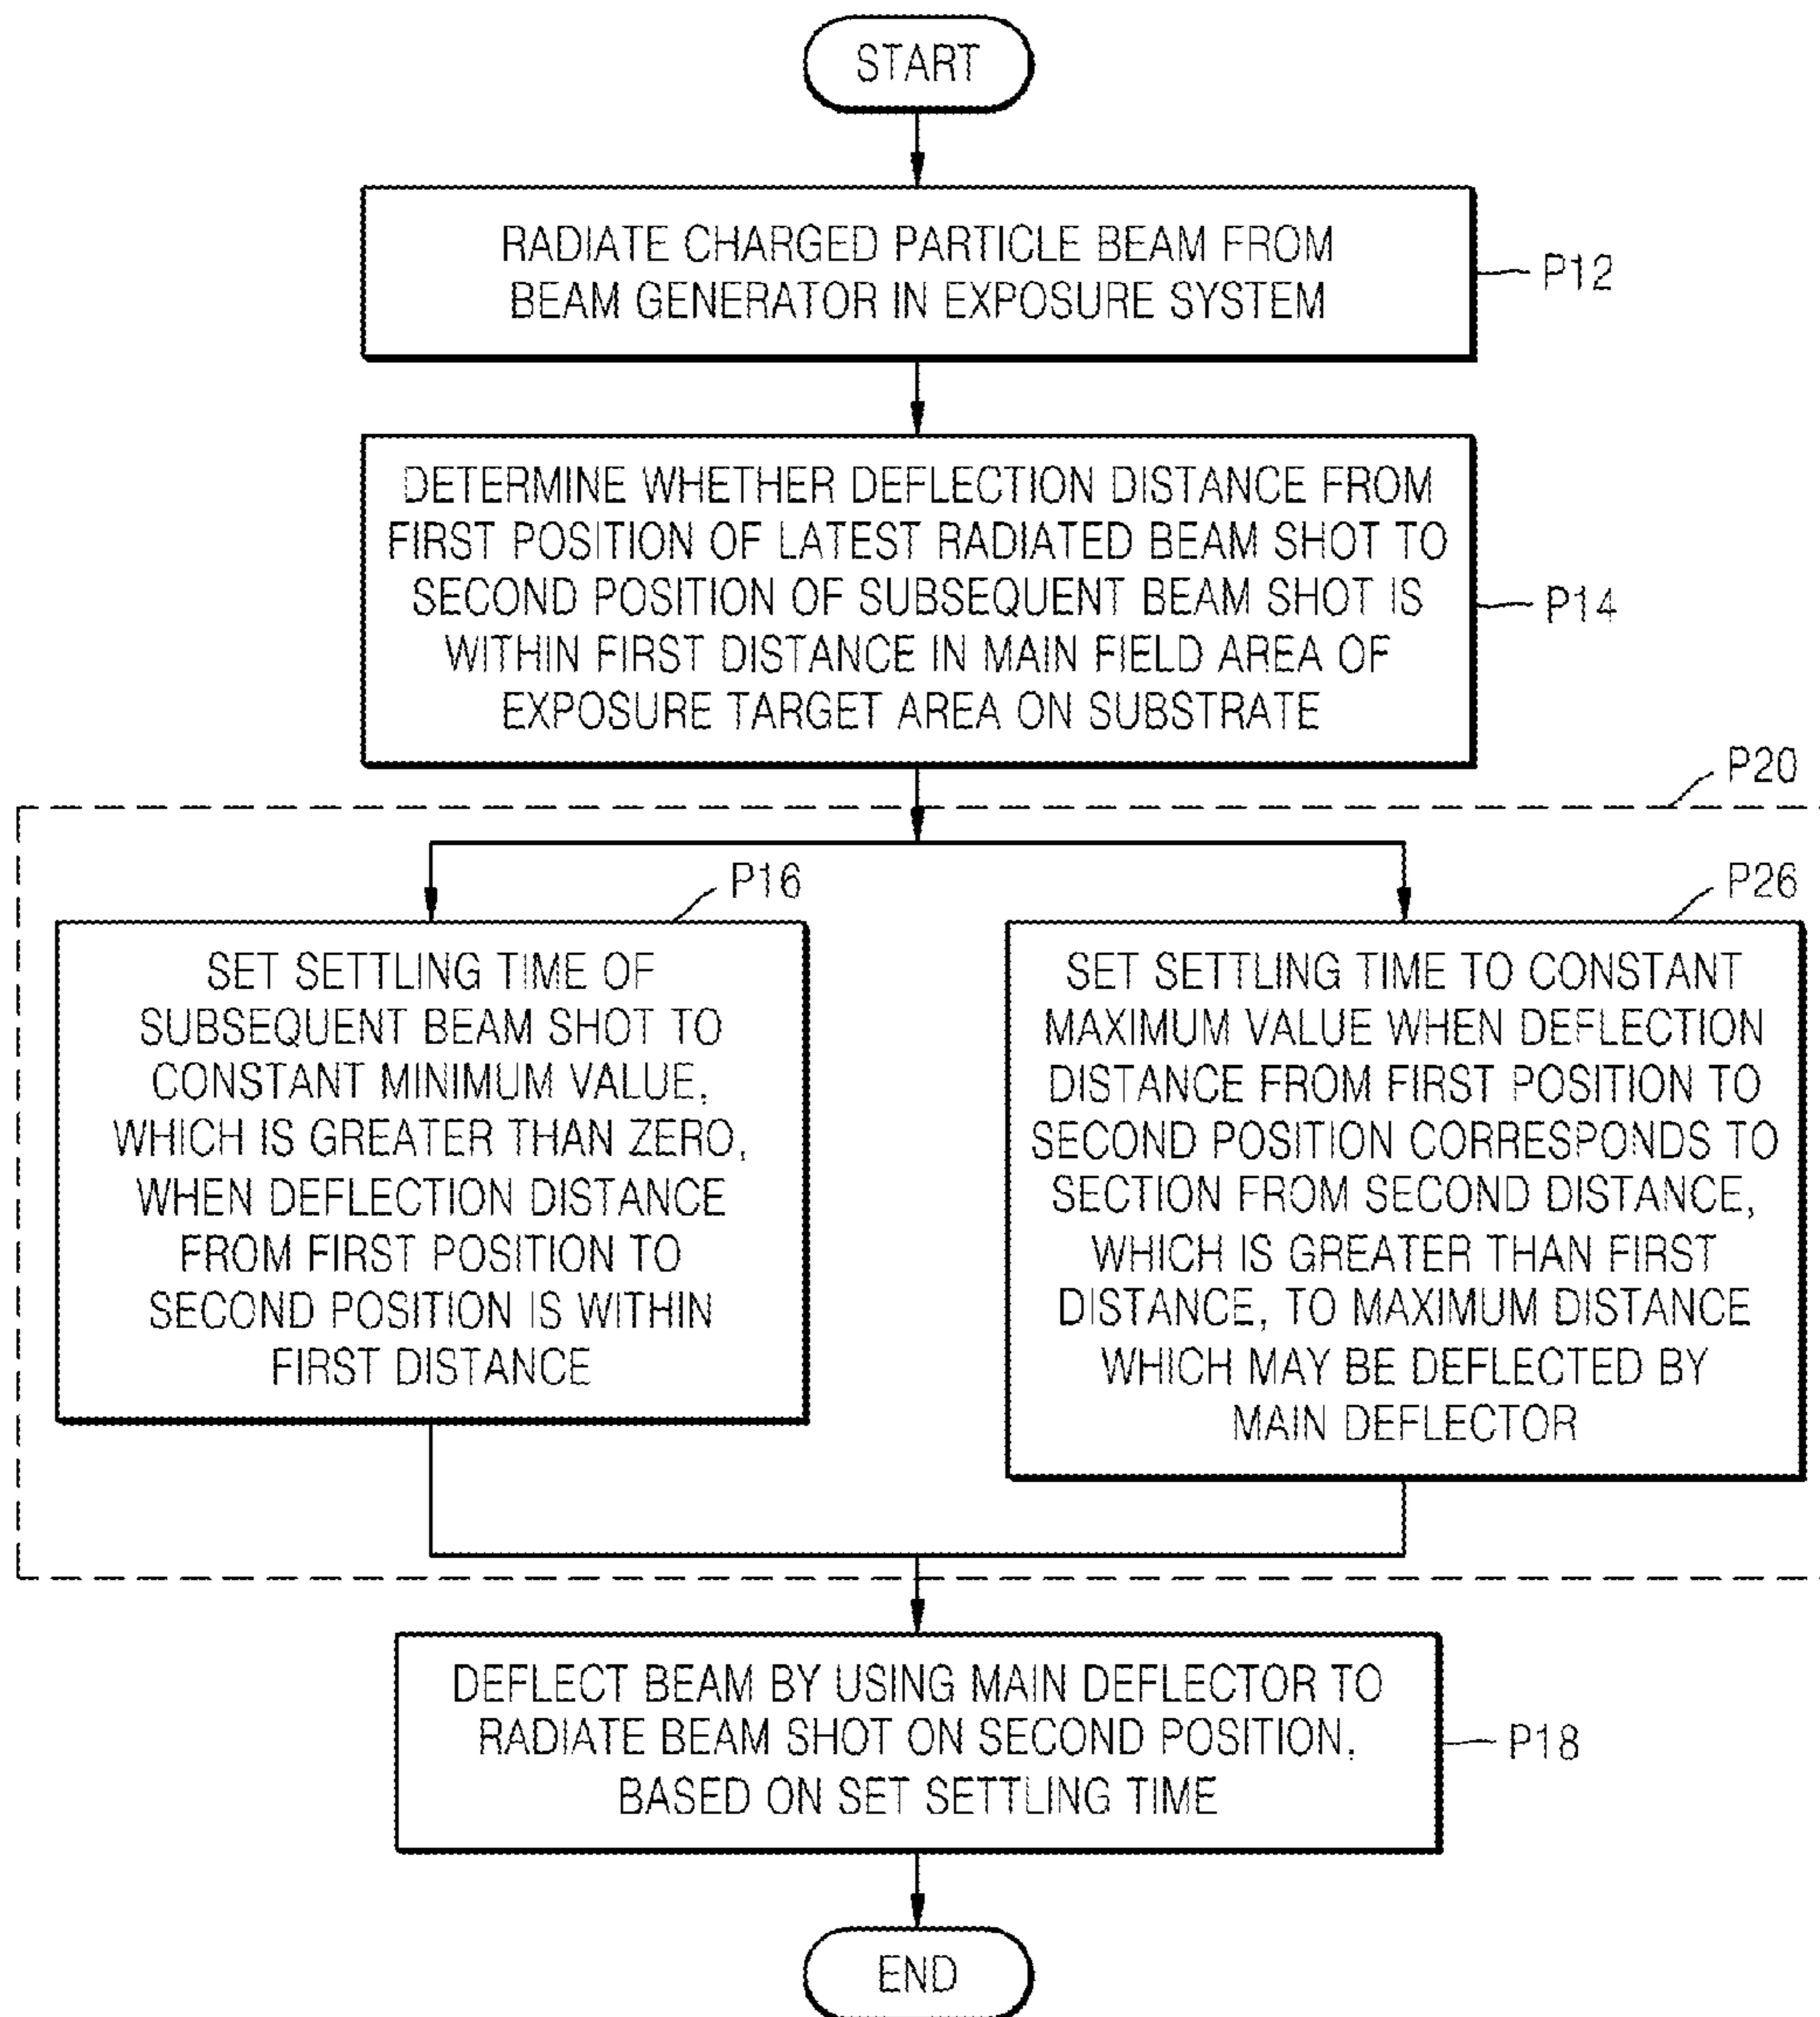 START
RADIATE CHARGED PARTICLE BEAM FROM
BEAM GENERATOR IN EXPOSURE SYSTEM
P12
DETERMINE WHETHER DEFLECTION DISTANCE FROM
FIRST POSITION OF LATEST RADIATED BEAM SHOT TO
SECOND POSITION OF SUBSEQUENT BEAM SHOT IS
WITHIN FIRST DISTANCE IN MAIN FIELD AREA OF
EXPOSURE TARGET AREA ON SUBSTRATE
P14
P20
P16
SET SETTLING TIME OF
SUBSEQUENT BEAM SHOT TO
CONSTANT MINIMUM VALUE,
WHICH IS GREATER THAN ZERO,
WHEN DEFLECTION DISTANCE
FROM FIRST POSITION TO
SECOND POSITION IS WITHIN
FIRST DISTANCE
P26
SET SETTLING TIME TO CONSTANT
MAXIMUM VALUE WHEN DEFLECTION
DISTANCE FROM FIRST POSITION TO
SECOND POSITION CORRESPONDS TO
SECTION FROM SECOND DISTANCE,
WHICH IS GREATER THAN FIRST
DISTANCE, TO MAXIMUM DISTANCE
WHICH MAY BE DEFLECTED BY
MAIN DEFLECTOR
DEFLECT BEAM BY USING MAIN DEFLECTOR TO
RADIATE BEAM SHOT ON SECOND POSITION,
BASED ON SET SETTLING TIME
P18
END